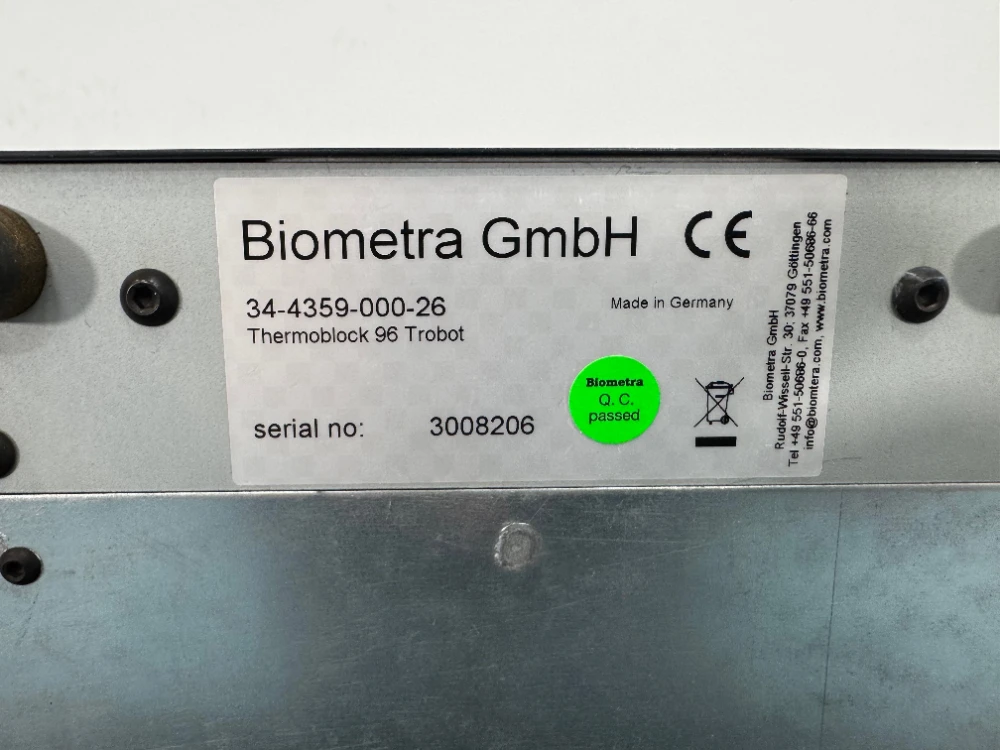 Biometra GmbH CE
34-4359-000-26
Made in Germany
Thermoblock 96 Trobot
serial no: 3008206
Biometra
Q. C.
passed
Biometra GmbH
Rudolf-Wissell-Str. 30; 37079 Göttingen
Tel +49 551-50686-0, Fax +49 551-50686-66
info@biomtera.com, www.biometra.com